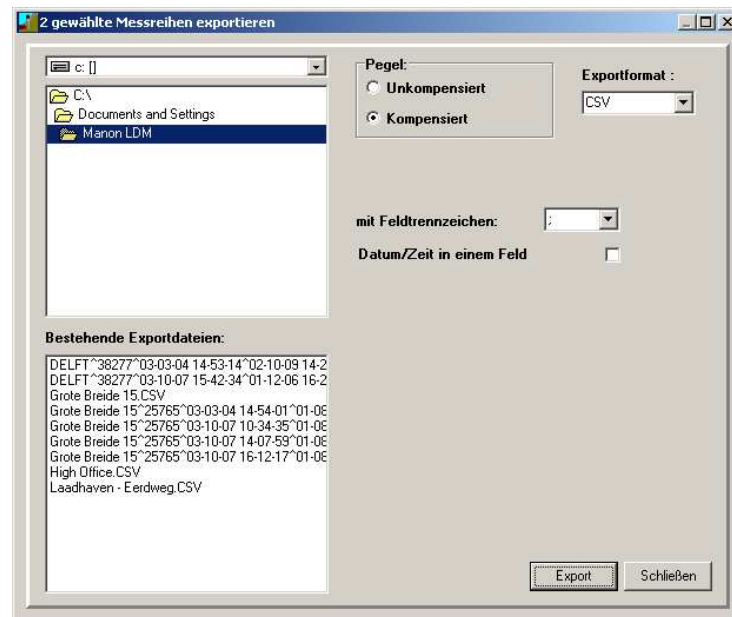 2 gewählte Messreihen exportieren
c: []
C:\
Documents and Settings
Manon LDM
Pegel:
Unkompensiert
Kompensiert
Exportformat :
CSV
mit Feldtrennzeichen:
;
Datum/Zeit in einem Feld
Bestehende Exportdateien:
DELFT^38277^03-03-04 14-53-14^02-10-09 14-2
DELFT^38277^03-10-07 15-42-34^01-12-06 16-2
Grote Breide 15.CSV
Grote Breide 15^25765^03-03-04 14-54-01^01-08
Grote Breide 15^25765^03-10-07 10-34-35^01-08
Grote Breide 15^25765^03-10-07 14-07-59^01-08
Grote Breide 15^25765^03-10-07 16-12-17^01-08
High Office.CSV
Laadhaven - Eerdweg.CSV
Export
Schließen